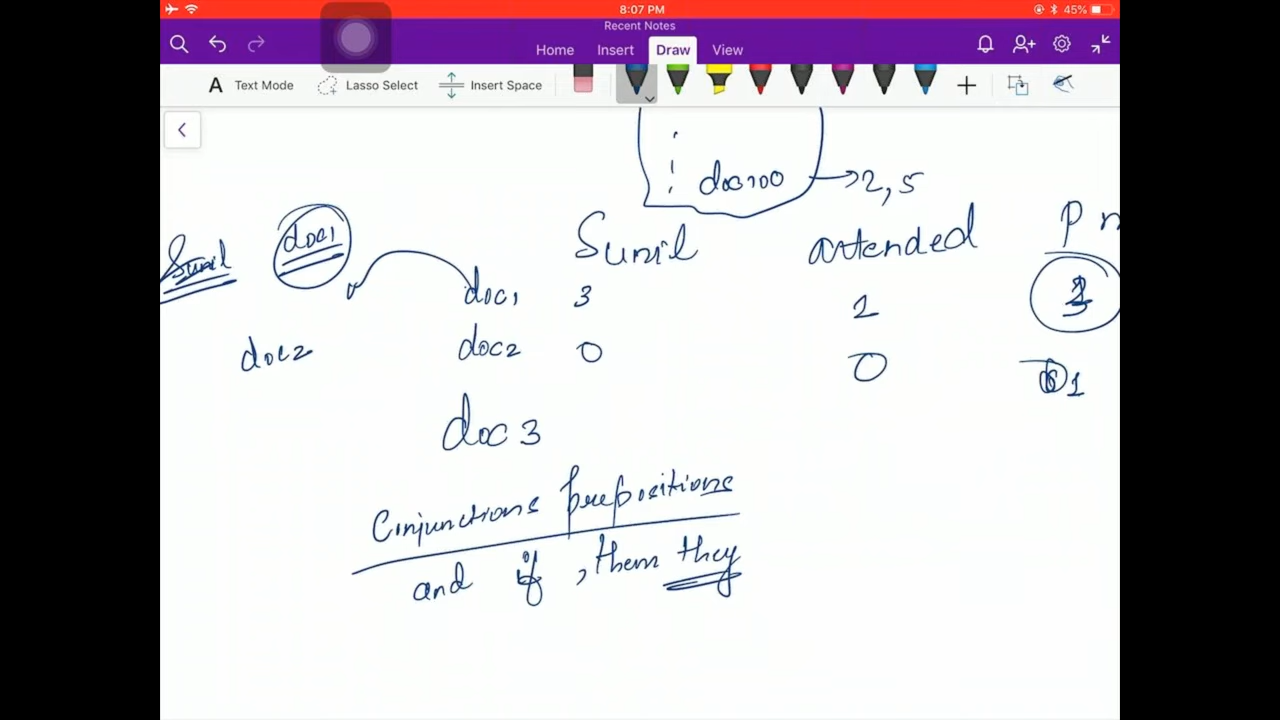 8:07 PM
45%
Recent Notes
Home Insert Draw View
A Text Mode Lasso Select Insert Space
doc100 → 2, 5
Sunil attended
Sunil doc1
doc1 3 1
doc2 doc2 0 0 1
doc3
Conjunctions prepositions
and if , them they